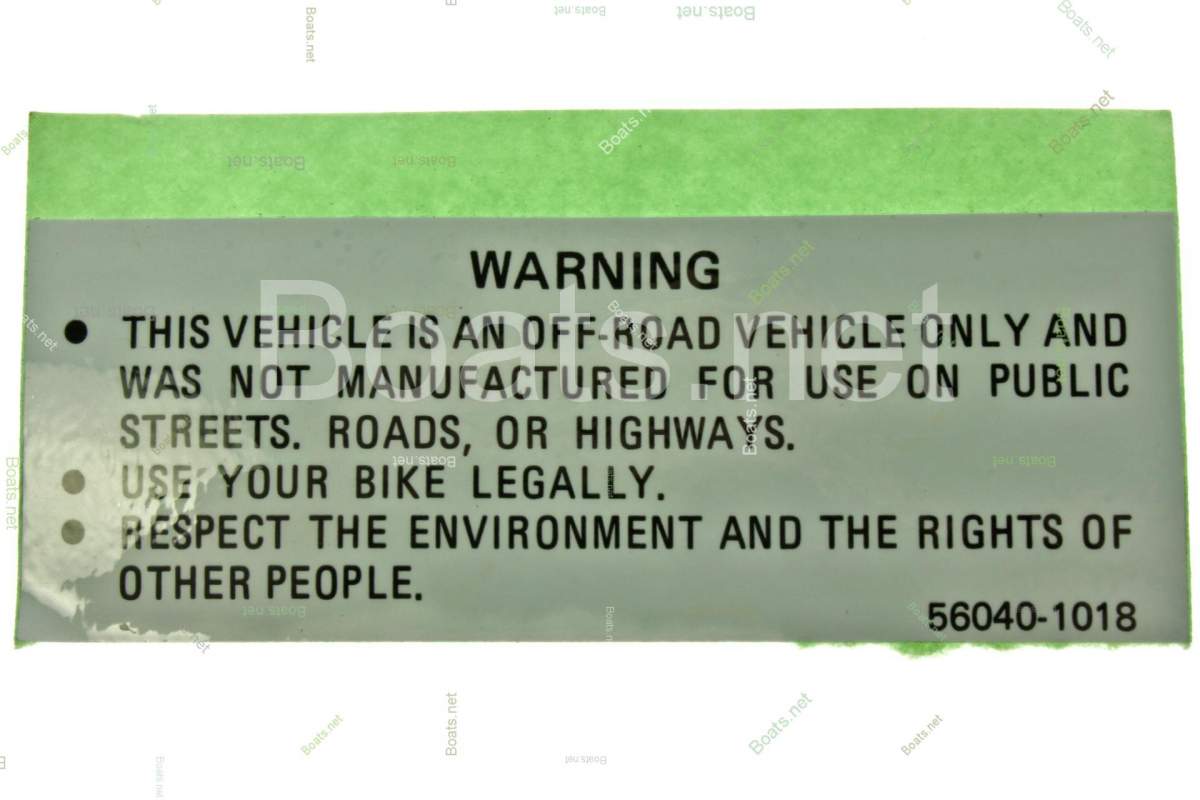 WARNING
● THIS VEHICLE IS AN OFF-ROAD VEHICLE ONLY AND
WAS NOT MANUFACTURED FOR USE ON PUBLIC
STREETS. ROADS, OR HIGHWAYS.
● USE YOUR BIKE LEGALLY.
● RESPECT THE ENVIRONMENT AND THE RIGHTS OF
OTHER PEOPLE.
56040-1018
Boats.net